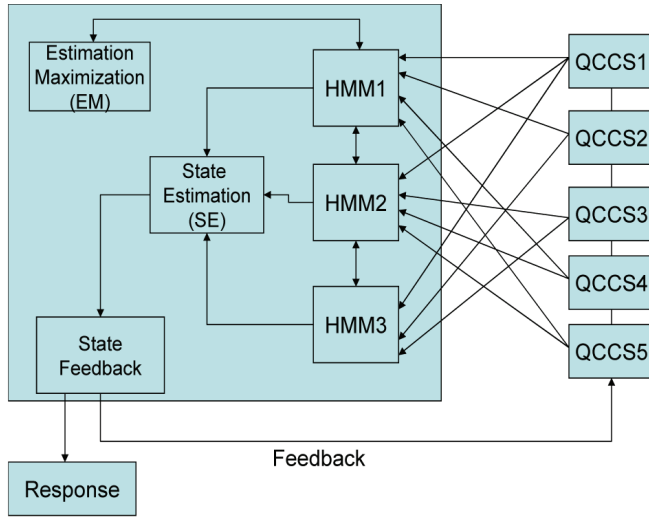 Estimation
Maximization
(EM)
HMM1
QCCS1
QCCS2
State
Estimation
(SE)
HMM2
QCCS3
QCCS4
HMM3
State
Feedback
QCCS5
Feedback
Response